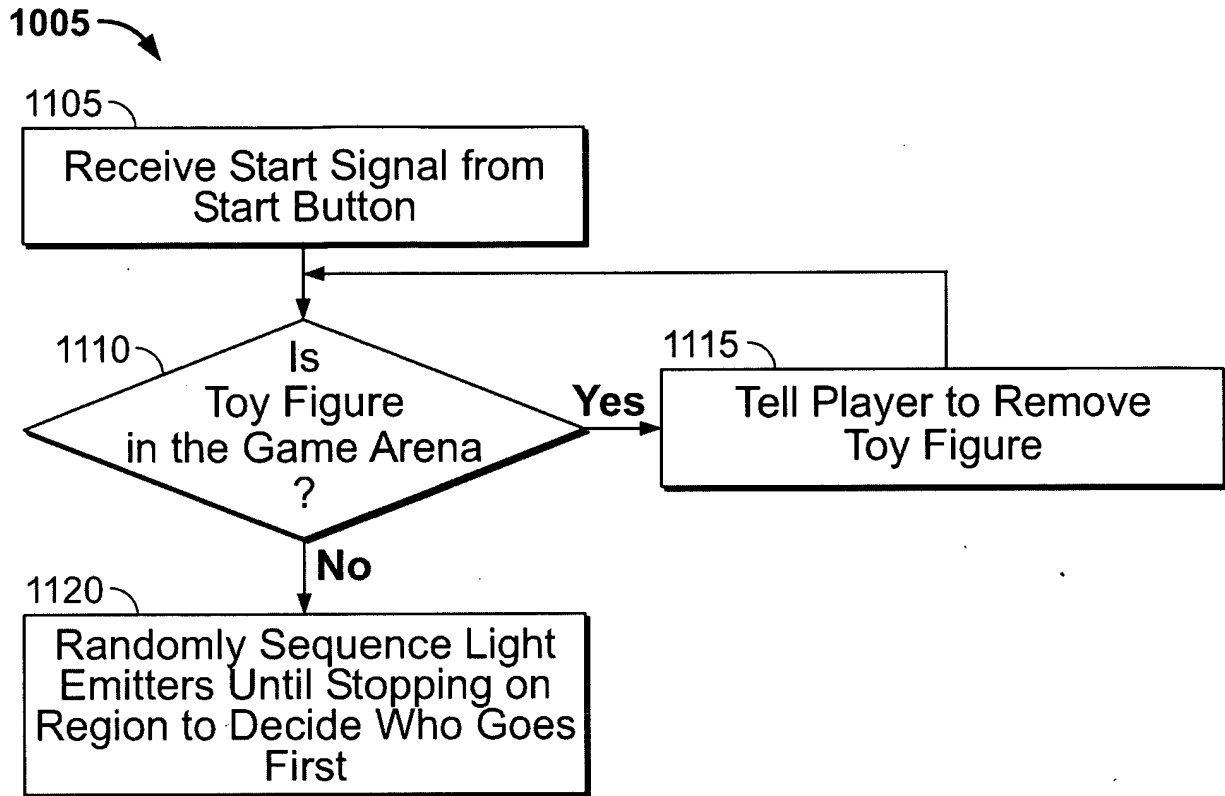 1005
1105
Receive Start Signal from
Start Button
1110
Is
Toy Figure
in the Game Arena
?
Yes
1115
Tell Player to Remove
Toy Figure
No
1120
Randomly Sequence Light
Emitters Until Stopping on
Region to Decide Who Goes
First